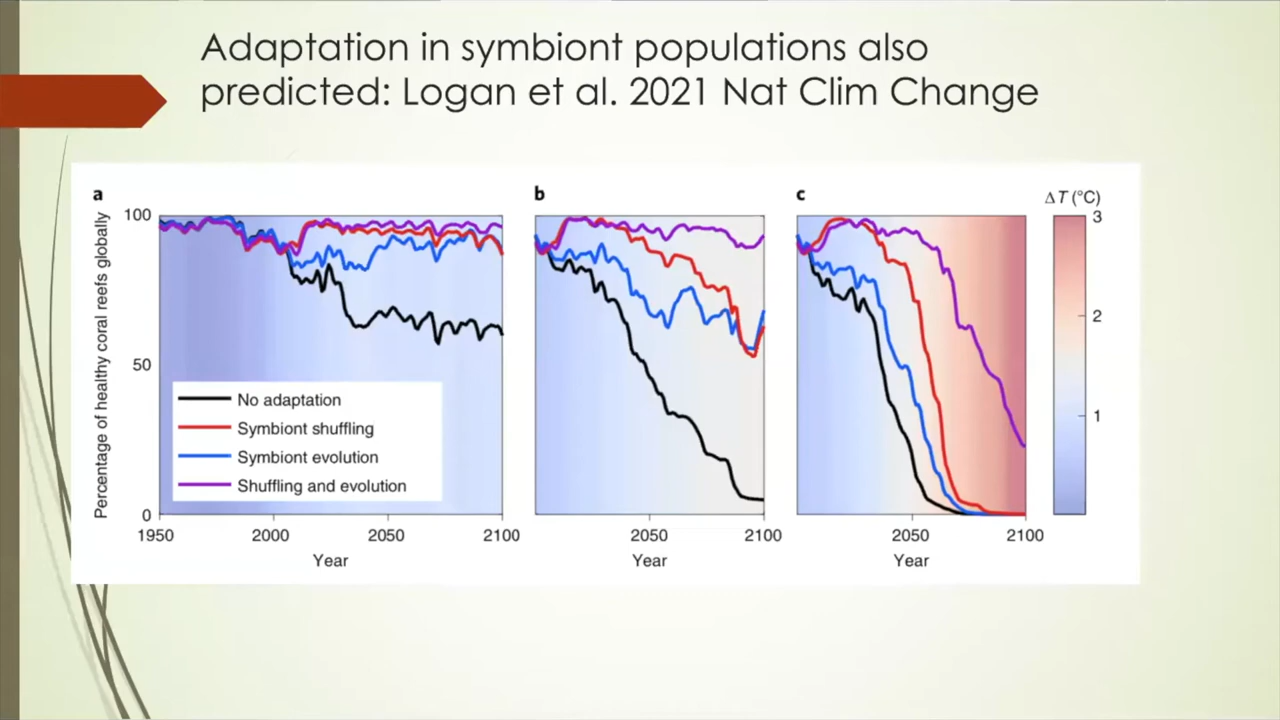 Adaptation in symbiont populations also
predicted: Logan et al. 2021 Nat Clim Change
a
b
c
ΔT (°C)
Percentage of healthy coral reefs globally
100
50
0
No adaptation
Symbiont shuffling
Symbiont evolution
Shuffling and evolution
1950 2000 2050 2100
Year
2050 2100
Year
2050 2100
Year
3
2
1